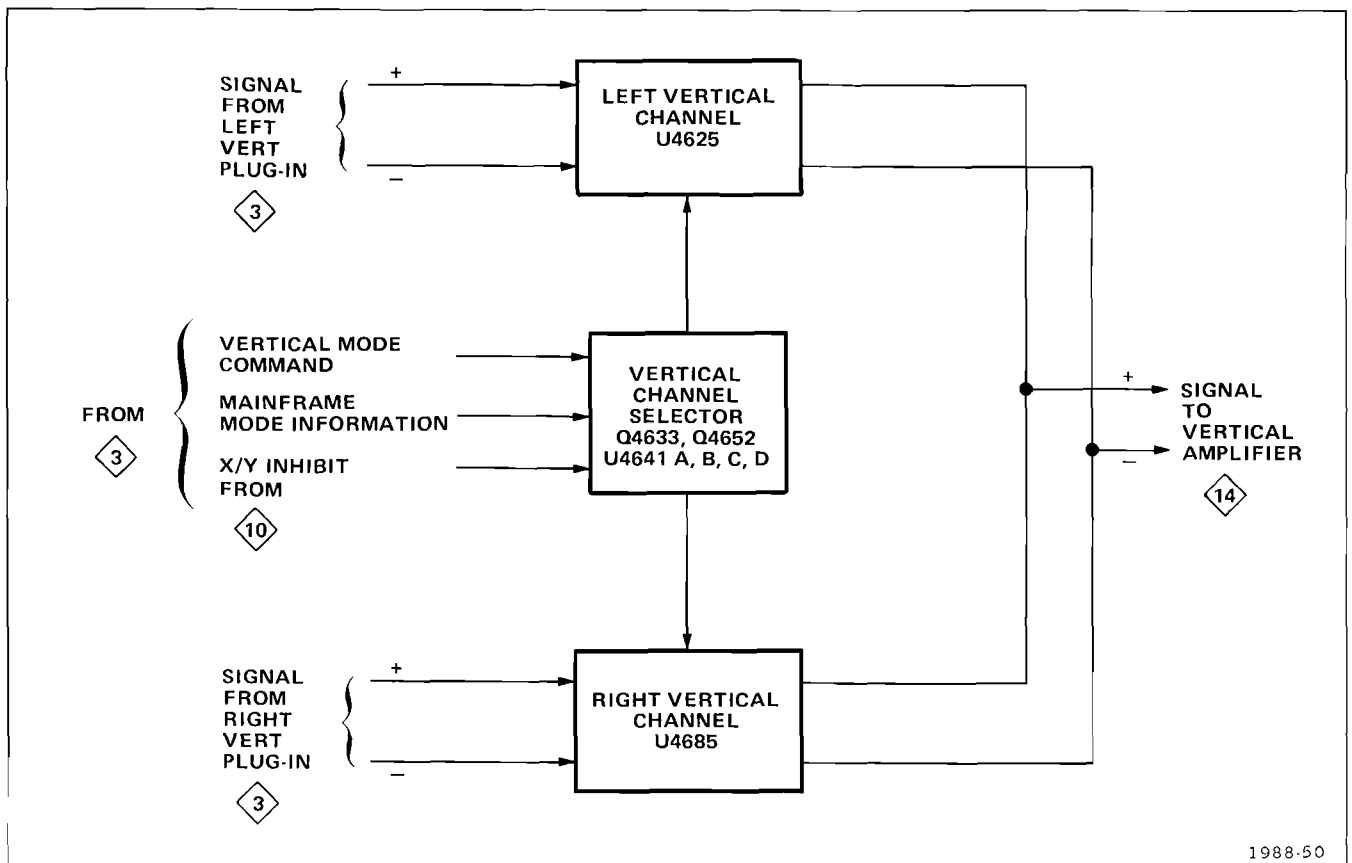 SIGNAL
FROM
LEFT
VERT
PLUG-IN
+
−
3
LEFT VERTICAL
CHANNEL
U4625
FROM
3
VERTICAL MODE
COMMAND
MAINFRAME
MODE INFORMATION
X/Y INHIBIT
FROM
10
VERTICAL
CHANNEL
SELECTOR
Q4633, Q4652
U4641 A, B, C, D
+
−
SIGNAL
TO
VERTICAL
AMPLIFIER
14
SIGNAL
FROM
RIGHT
VERT
PLUG-IN
+
−
3
RIGHT VERTICAL
CHANNEL
U4685
1988-50